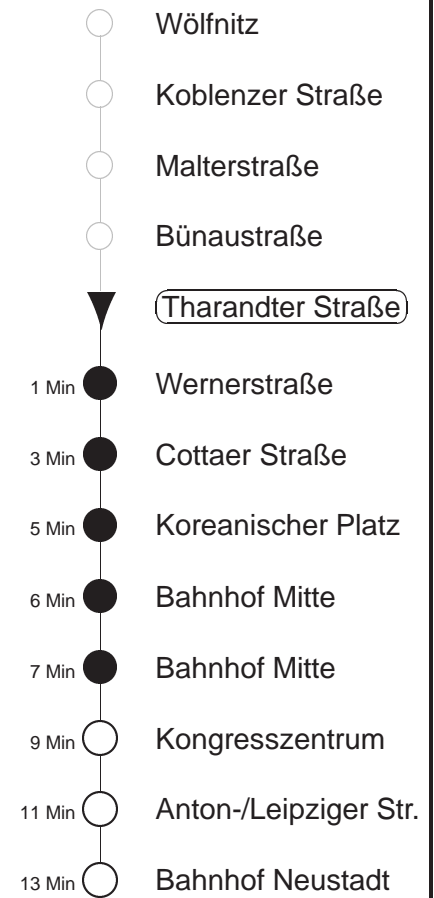 Wölfnitz
Koblenzer Straße
Malterstraße
Bünaustraße
Tharandter Straße
1 Min Wernerstraße
3 Min Cottaer Straße
5 Min Koreanischer Platz
6 Min Bahnhof Mitte
7 Min Bahnhof Mitte
9 Min Kongresszentrum
11 Min Anton-/Leipziger Str.
13 Min Bahnhof Neustadt